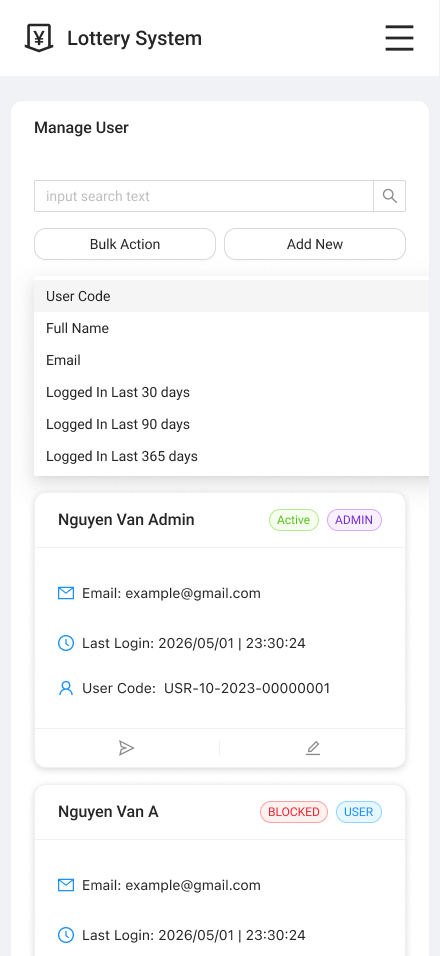 ¥ Lottery System
Manage User
input search text
Bulk Action Add New
User Code
Full Name
Email
Logged In Last 30 days
Logged In Last 90 days
Logged In Last 365 days
Nguyen Van Admin Active ADMIN
Email: example@gmail.com
Last Login: 2026/05/01 | 23:30:24
User Code: USR-10-2023-00000001
Nguyen Van A BLOCKED USER
Email: example@gmail.com
Last Login: 2026/05/01 | 23:30:24